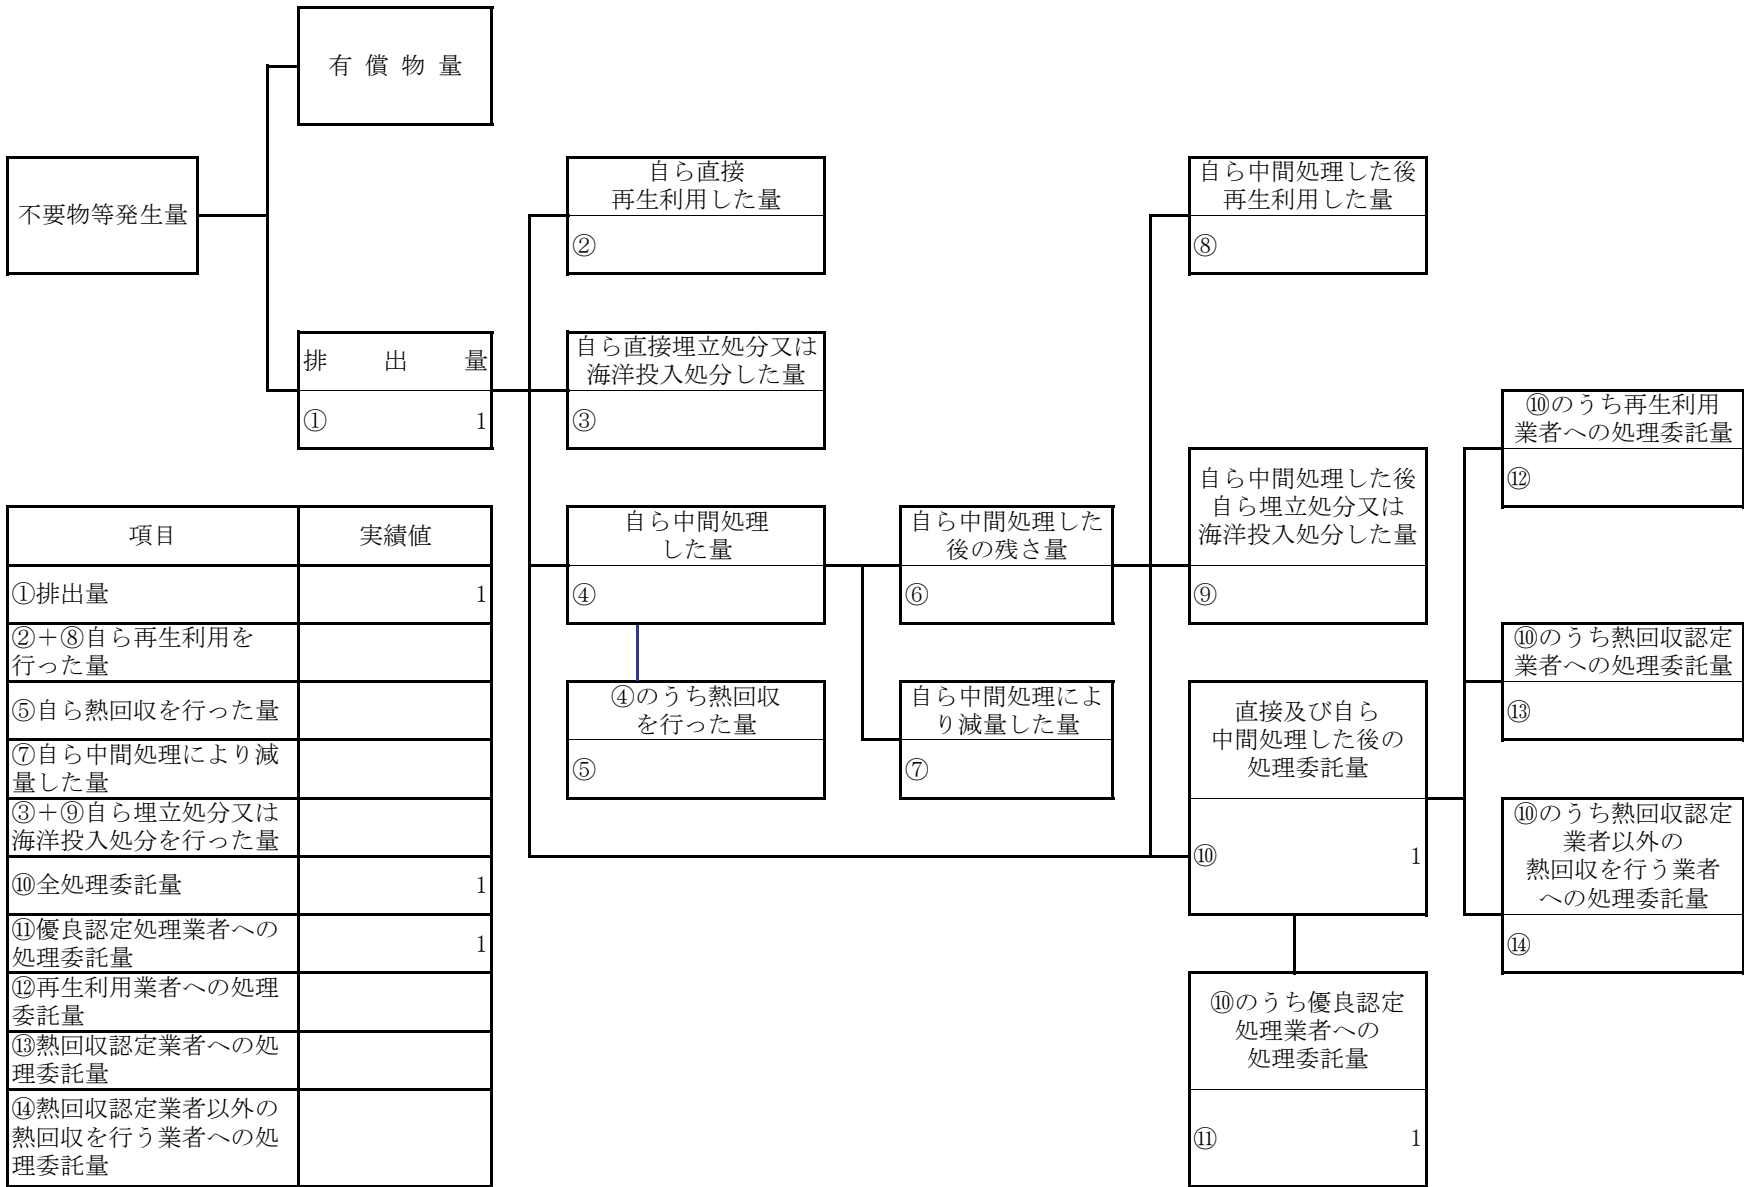 有 償 物 量
不要物等発生量
自ら直接
再生利用した量
②
自ら中間処理した後
再生利用した量
⑧
排 出 量
① 1
自ら直接埋立処分又は
海洋投入処分した量
③
⑩のうち再生利用
業者への処理委託量
⑫
自ら中間処理
した量
④
自ら中間処理した
後の残さ量
⑥
自ら中間処理した後
自ら埋立処分又は
海洋投入処分した量
⑨
⑩のうち熱回収認定
業者への処理委託量
⑬
④のうち熱回収
を行った量
⑤
自ら中間処理によ
り減量した量
⑦
直接及び自ら
中間処理した後の
処理委託量
⑩ 1
⑩のうち熱回収認定
業者以外の
熱回収を行う業者
への処理委託量
⑭
⑩のうち優良認定
処理業者への
処理委託量
⑪ 1
項目 実績値
①排出量 1
②＋⑧自ら再生利用を
行った量
⑤自ら熱回収を行った量
⑦自ら中間処理により減
量した量
③＋⑨自ら埋立処分又は
海洋投入処分を行った量
⑩全処理委託量 1
⑪優良認定処理業者への
処理委託量 1
⑫再生利用業者への処理
委託量
⑬熱回収認定業者への処
理委託量
⑭熱回収認定業者以外の
熱回収を行う業者への処
理委託量